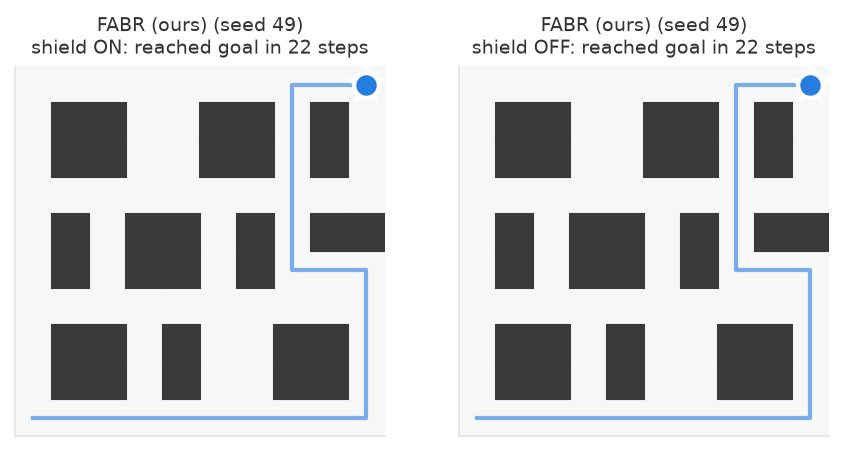 FABR (ours) (seed 49)
shield ON: reached goal in 22 steps
FABR (ours) (seed 49)
shield OFF: reached goal in 22 steps